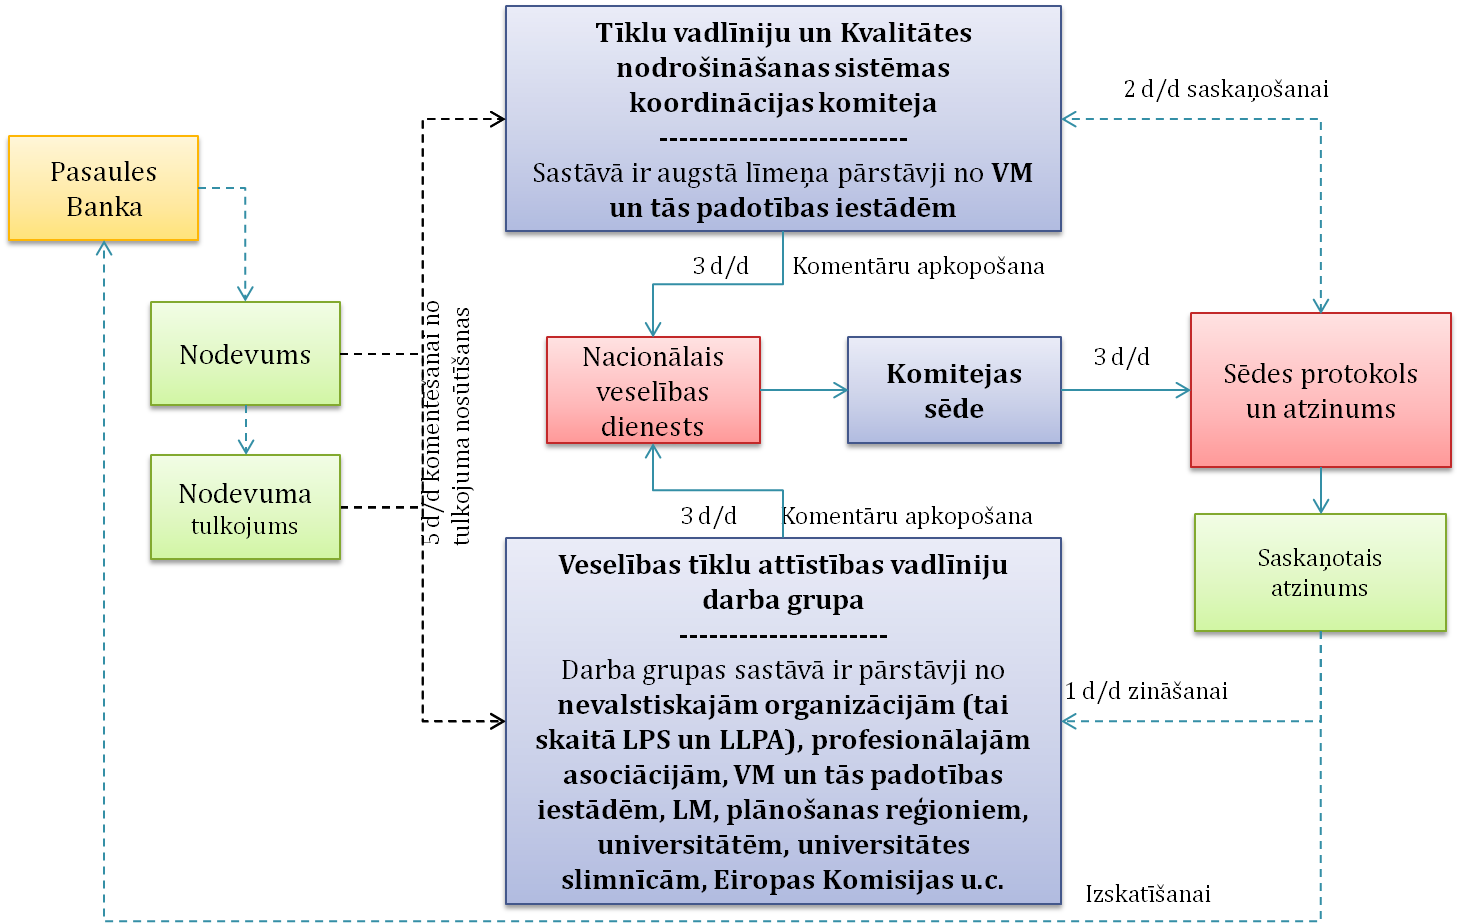 Tīklu vadlīniju un Kvalitātes
nodrošināšanas sistēmas
koordinācijas komiteja
-------------------------
Sastāvā ir augstā līmeņa pārstāvji no VM
un tās padotības iestādēm
2 d/d saskaņošanai
Pasaules
Banka
3 d/d
Komentāru apkopošana
Nodevums
5 d/d komentēšanai no
tulkojuma nosūtīšanas
Nacionālais
veselības
dienests
Komitejas
sēde
3 d/d
Sēdes protokols
un atzinums
Nodevuma
tulkojums
3 d/d
Komentāru apkopošana
Saskaņotais
atzinums
Veselības tīklu attīstības vadlīniju
darba grupa
---------------------
Darba grupas sastāvā ir pārstāvji no
nevalstiskajām organizācijām (tai
skaitā LPS un LLPA), profesionālajām
asociācijām, VM un tās padotības
iestādēm, LM, plānošanas reģioniem,
universitātēm, universitātes
slimnīcām, Eiropas Komisijas u.c.
1 d/d zināšanai
Izskatīšanai